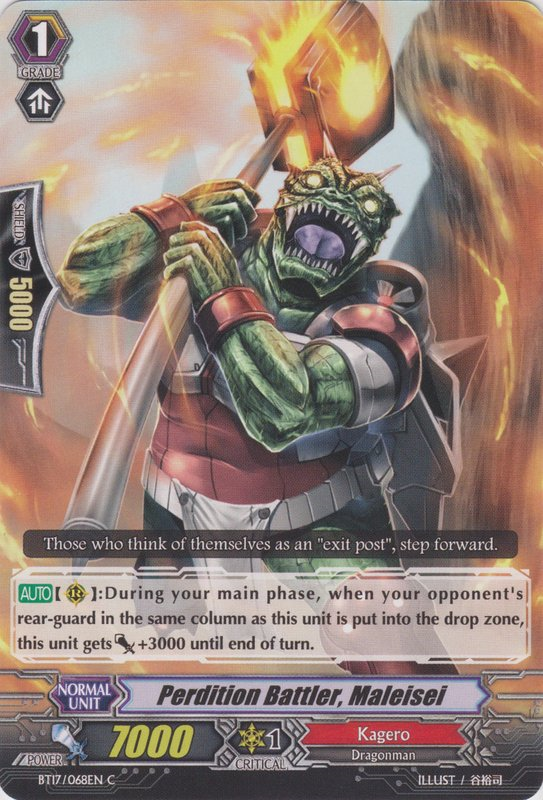 1
GRADE
SHIELD
5000
Those who think of themselves as an "exit post", step forward.
AUTO【 R 】:During your main phase, when your opponent's
rear-guard in the same column as this unit is put into the drop zone,
this unit gets +3000 until end of turn.
NORMAL
UNIT
Perdition Battler, Maleisei
POWER
7000
1
CRITICAL
Kagero
Dragonman
BT17/068EN C
ILLUST / 谷裕司